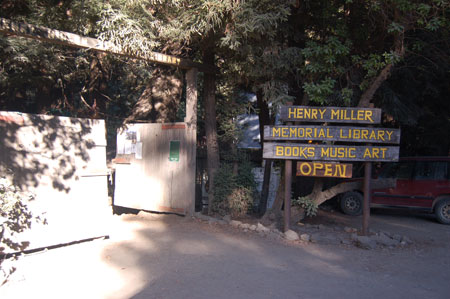 HENRY MILLER
MEMORIAL LIBRARY
BOOKS MUSIC ART
OPEN